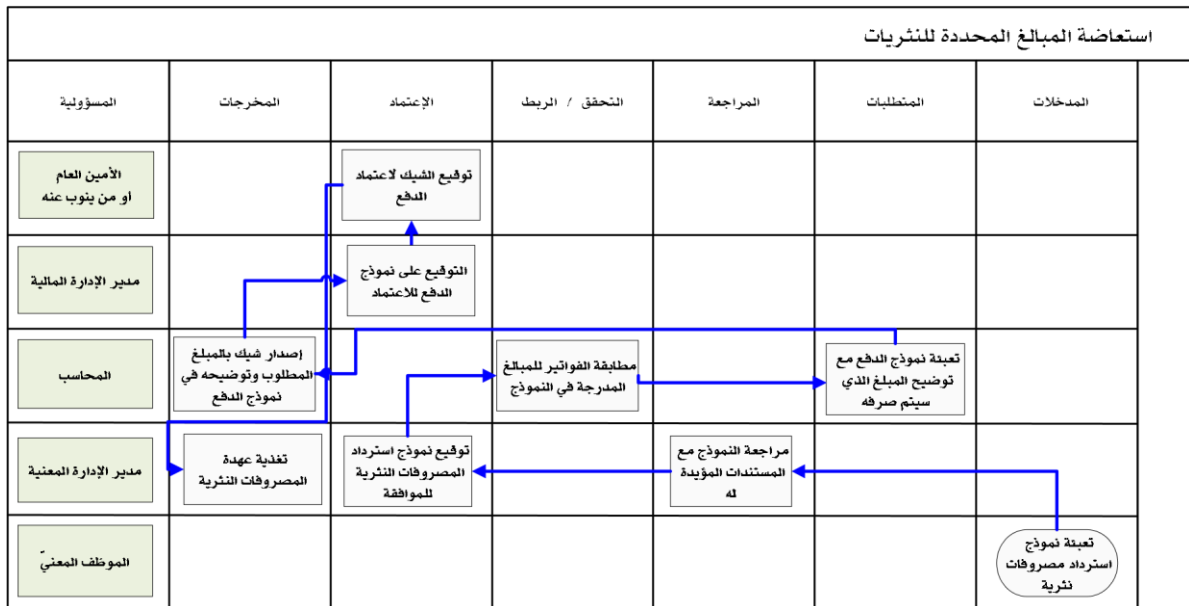 استعاضة المبالغ المحددة للنثريات
المدخلات
المتطلبات
المراجعة
التحقق / الربط
الإعتماد
المخرجات
المسؤولية
توقيع الشيك لاعتماد
الدفع
الأمين العام
او من ينوب عنه
التوقيع على نموذج
الدفع للاعتماد
مدير الإدارة المالية
تعبئة نموذج الدفع مع
توضيح المبلغ الذي
سيتم صرفه
مطابقة الفواتير للمبالغ
المدرجة في النموذج
إصدار شيك بالمبلغ
المطلوب وتوضيحه في
نموذج الدفع
المحاسب
مراجعة النموذج مع
المستندات المؤيدة
له
توقيع نموذج استرداد
المصروفات النثرية
للموافقة
تغذية عهدة
المصروفات النثرية
مدير الإدارة المعنية
تعبئة نموذج
استرداد مصروفات
نثرية
الموظف المعنيّ